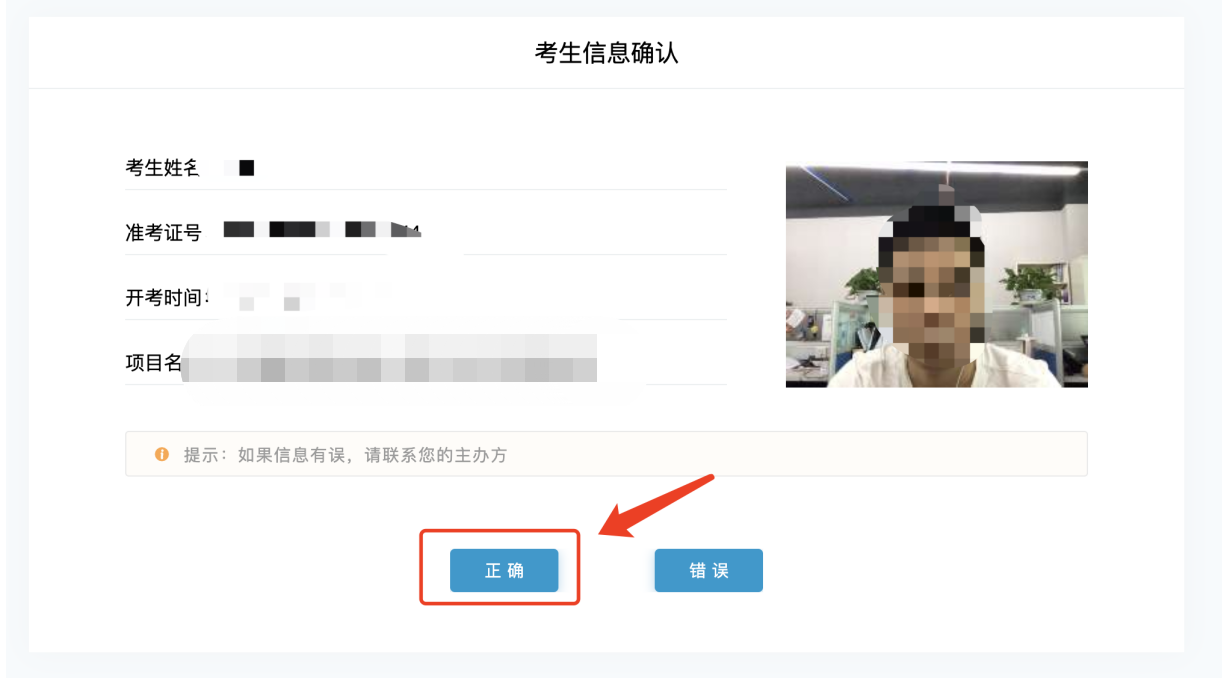 考生信息确认
考生姓名
准考证号
开考时间:
项目名
提示：如果信息有误，请联系您的主办方
正确
错误